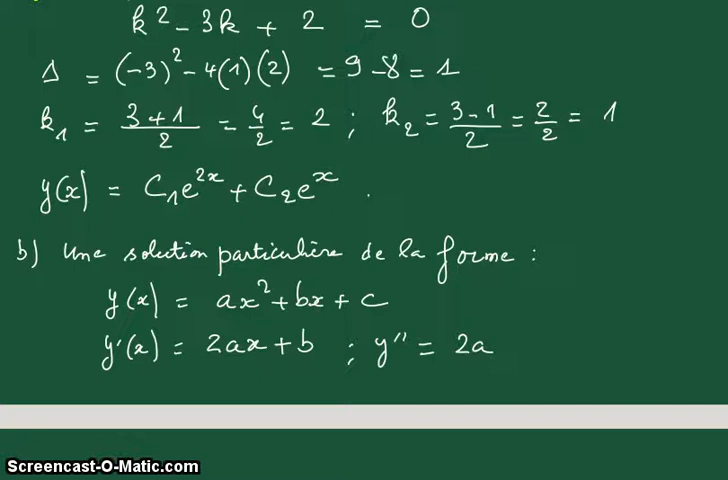 k² - 3k + 2 = 0
Δ = (-3)² - 4(1)(2) = 9 - 8 = 1
k₁ = (3+1)/2 = 4/2 = 2 ; k₂ = (3-1)/2 = 2/2 = 1
y(x) = C₁e^{2x} + C₂e^x .
b) Une solution particulière de la forme :
y(x) = ax² + bx + c
y'(x) = 2ax + b ; y'' = 2a
Screencast-O-Matic.com